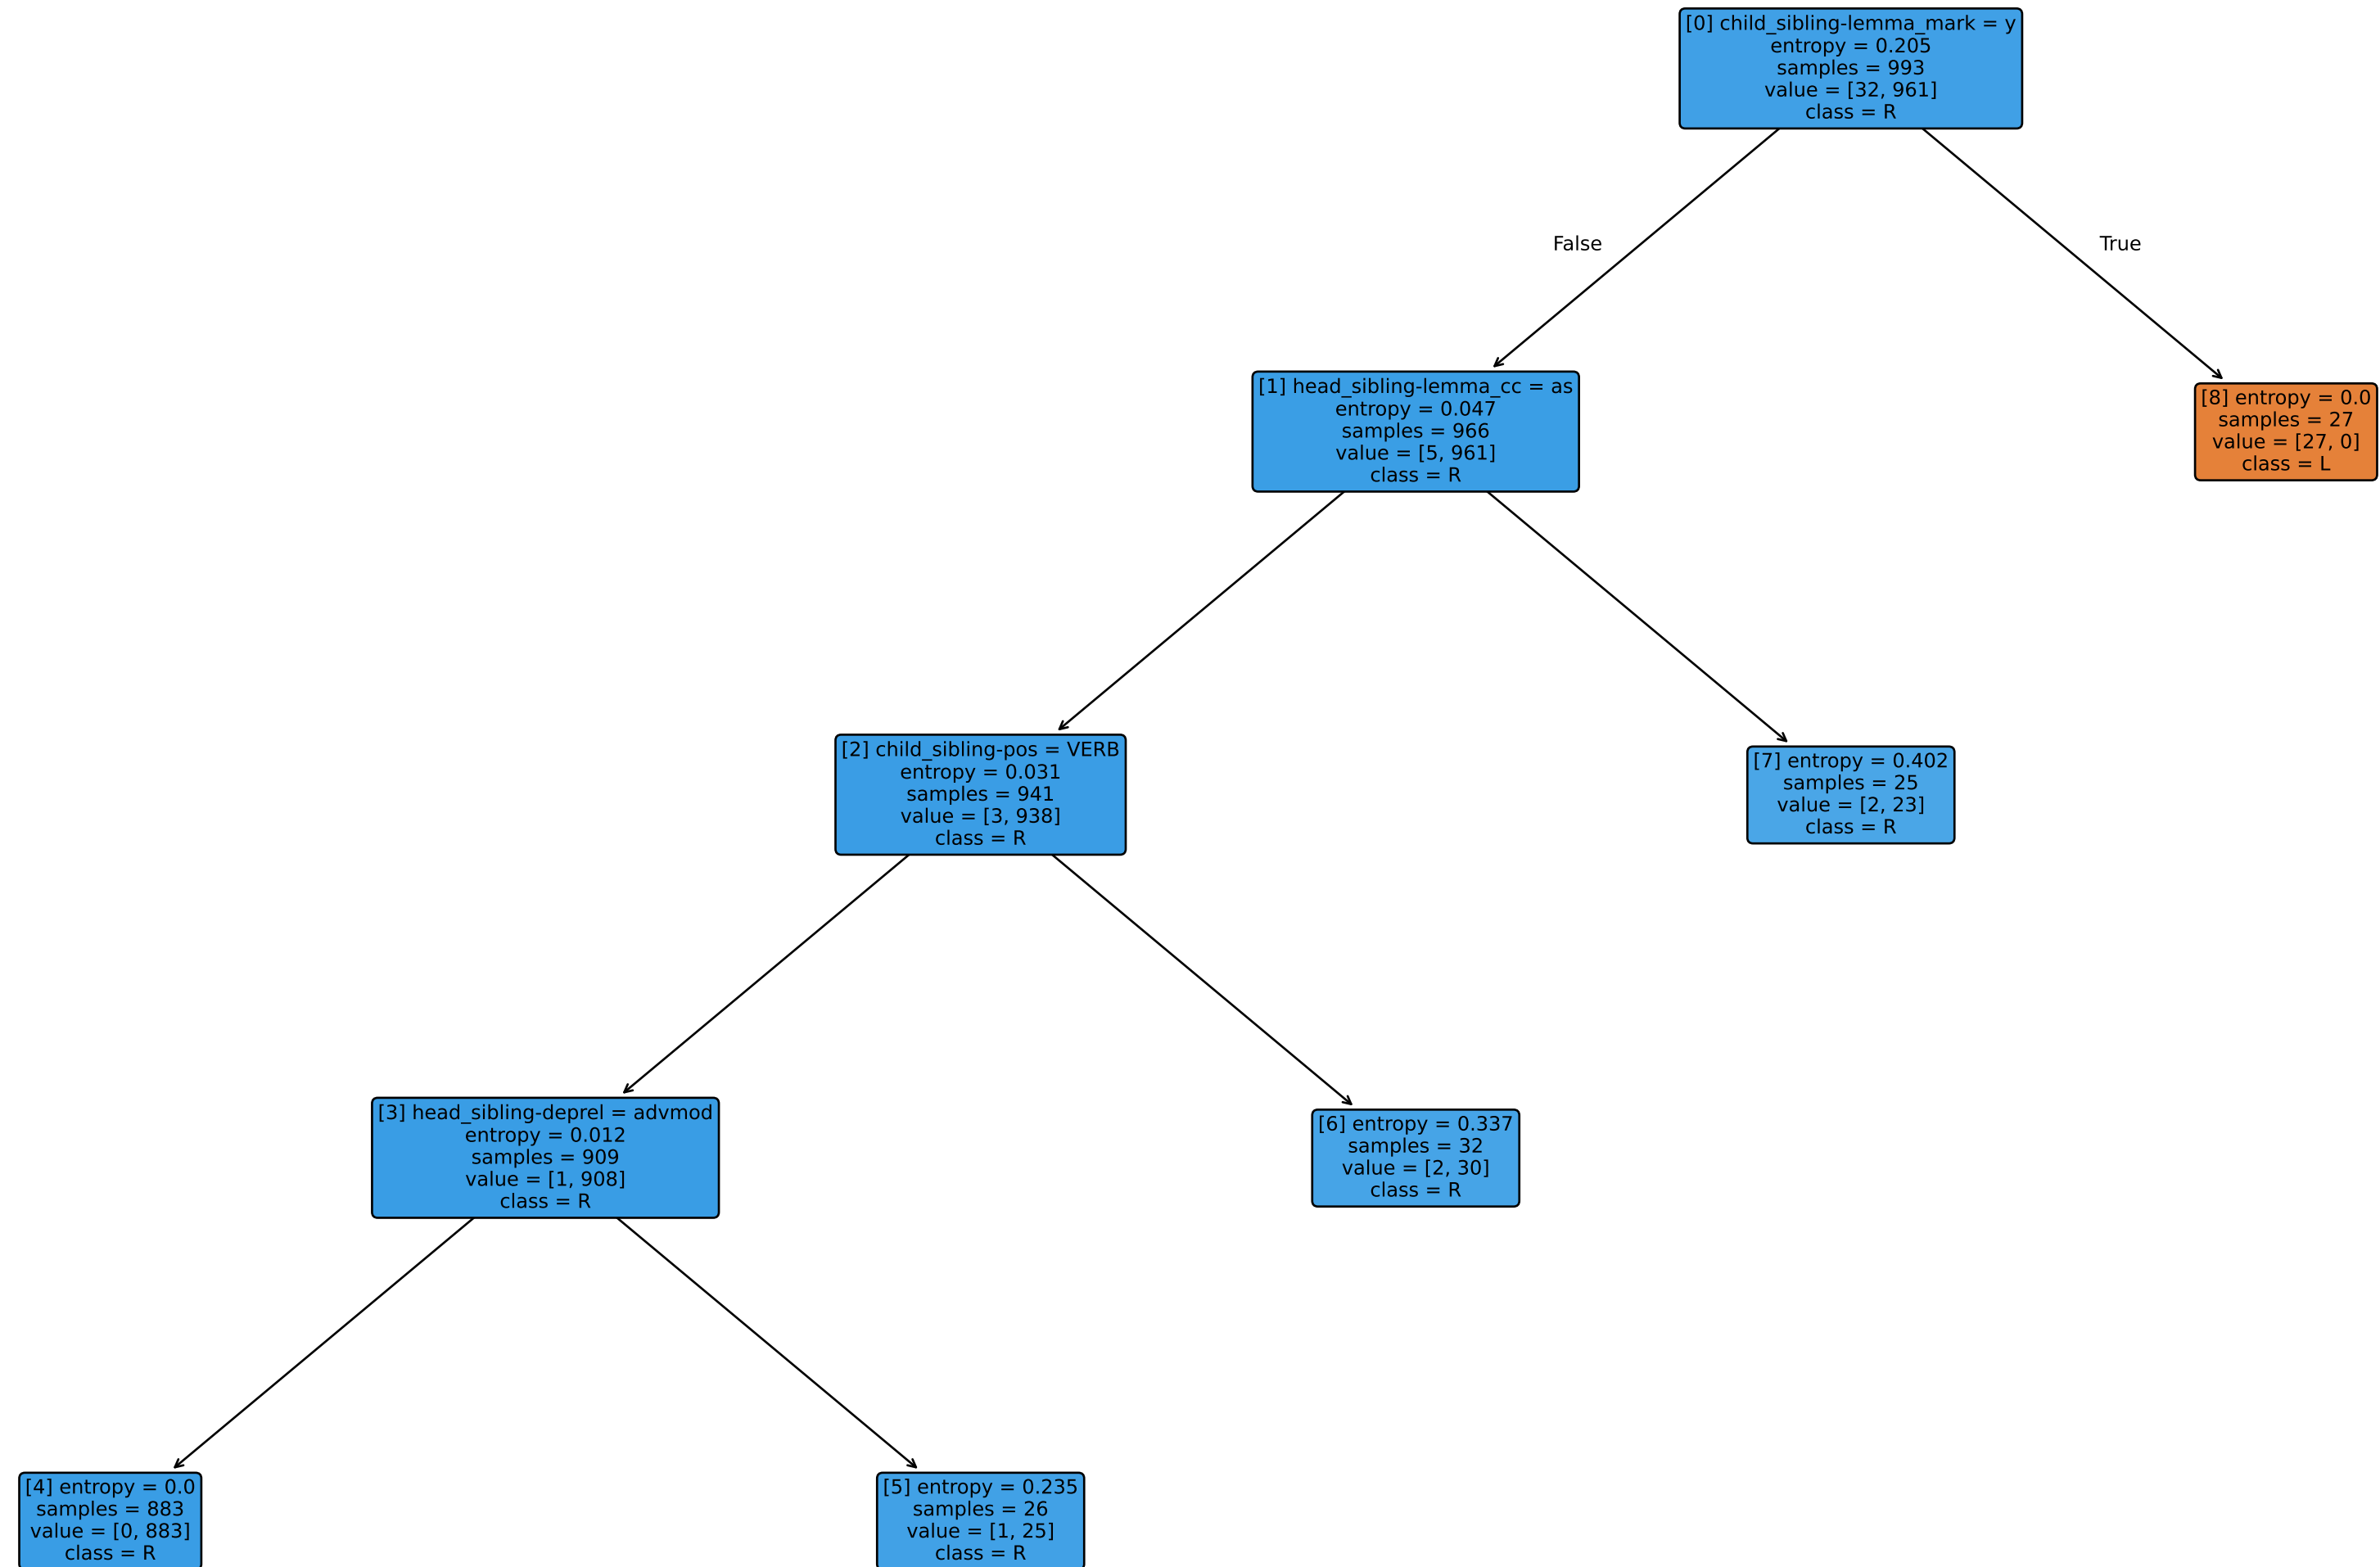 [0] child_sibling-lemma_mark = y
entropy = 0.205
samples = 993
value = [32, 961]
class = R
False
True
[1] head_sibling-lemma_cc = as
entropy = 0.047
samples = 966
value = [5, 961]
class = R
[8] entropy = 0.0
samples = 27
value = [27, 0]
class = L
[2] child_sibling-pos = VERB
entropy = 0.031
samples = 941
value = [3, 938]
class = R
[7] entropy = 0.402
samples = 25
value = [2, 23]
class = R
[3] head_sibling-deprel = advmod
entropy = 0.012
samples = 909
value = [1, 908]
class = R
[6] entropy = 0.337
samples = 32
value = [2, 30]
class = R
[4] entropy = 0.0
samples = 883
value = [0, 883]
class = R
[5] entropy = 0.235
samples = 26
value = [1, 25]
class = R